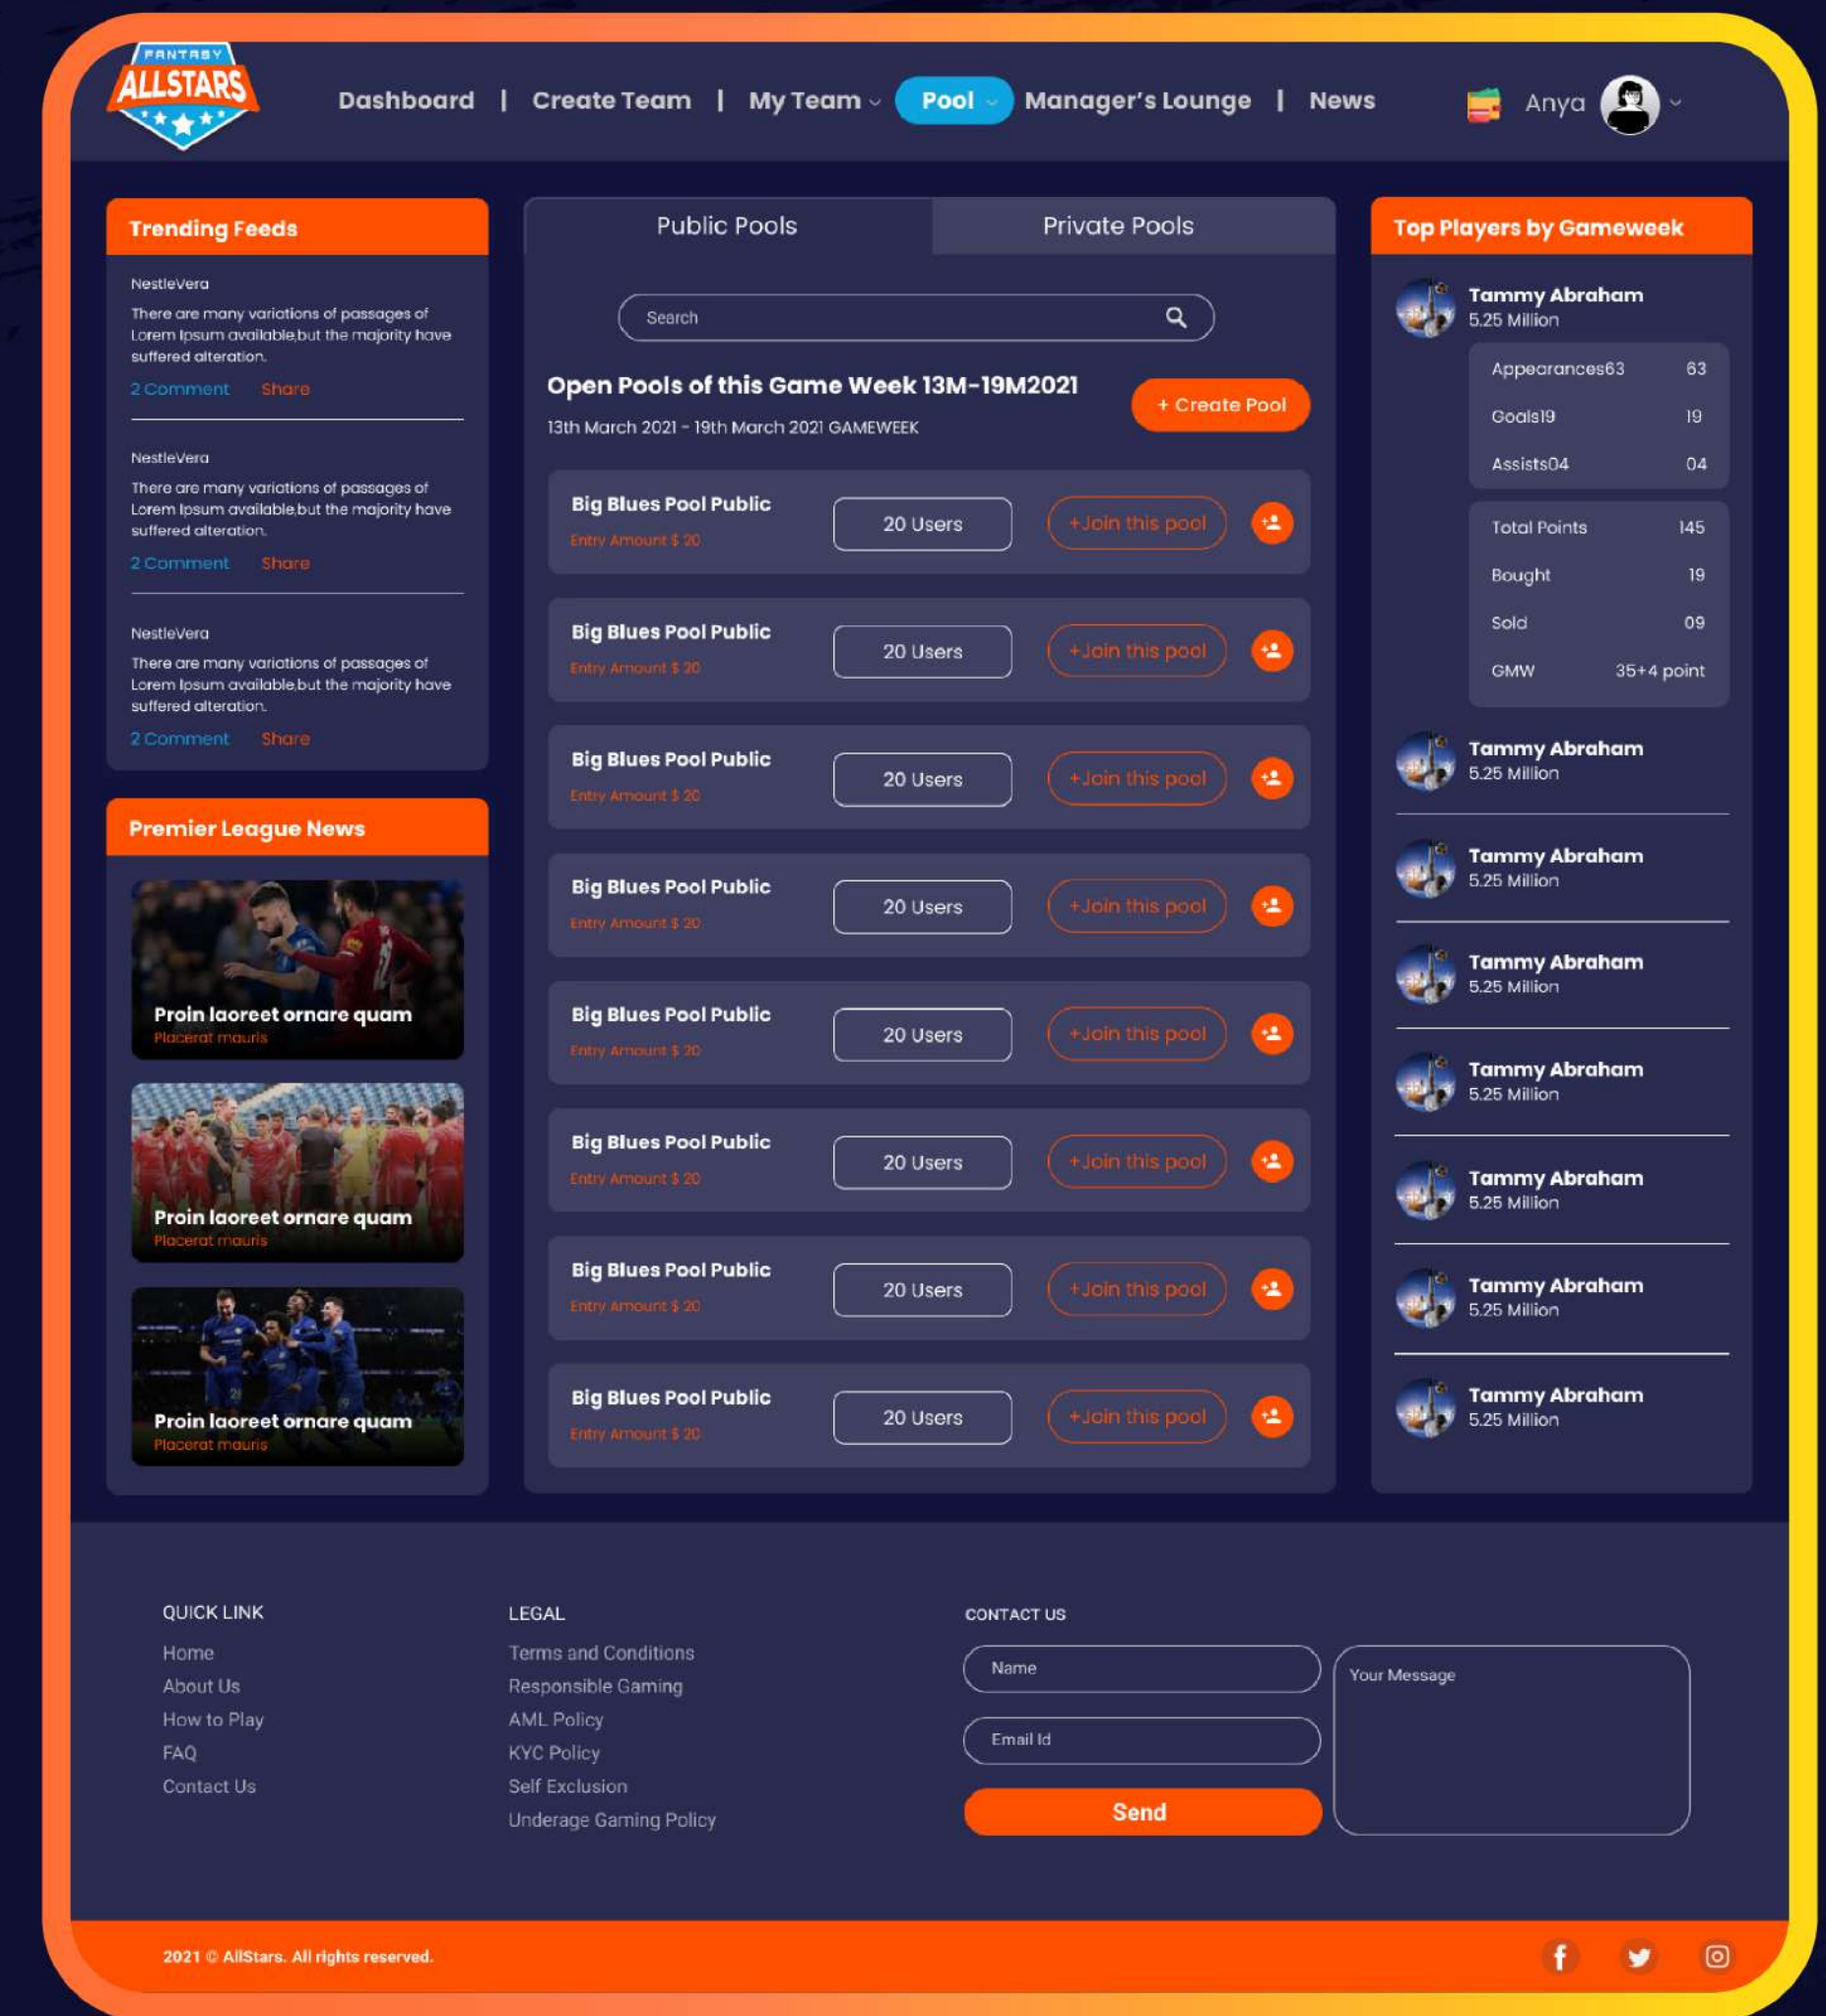 FANTASY
ALLSTARS
Dashboard | Create Team | My Team Pool Manager's Lounge | News
Anya
Trending Feeds
NestleVera
There are many variations of passages of
Lorem Ipsum available,but the majority have
suffered alteration.
2 Comment Share
NestleVera
There are many variations of passages of
Lorem Ipsum available,but the majority have
suffered alteration.
2 Comment Share
NestleVera
There are many variations of passages of
Lorem Ipsum available,but the majority have
suffered alteration.
2 Comment Share
Premier League News
Proin laoreet ornare quam
Placerat mauris
Proin laoreet ornare quam
Placerat mauris
Proin laoreet ornare quam
Placerat mauris
Public Pools Private Pools
Search
Open Pools of this Game Week 13M-19M2021
13th March 2021 - 19th March 2021 GAMEWEEK
+ Create Pool
Big Blues Pool Public
Entry Amount $ 20
20 Users
+Join this pool
Big Blues Pool Public
Entry Amount $ 20
20 Users
+Join this pool
Big Blues Pool Public
Entry Amount $ 20
20 Users
+Join this pool
Big Blues Pool Public
Entry Amount $ 20
20 Users
+Join this pool
Big Blues Pool Public
Entry Amount $ 20
20 Users
+Join this pool
Big Blues Pool Public
Entry Amount $ 20
20 Users
+Join this pool
Big Blues Pool Public
Entry Amount $ 20
20 Users
+Join this pool
Big Blues Pool Public
Entry Amount $ 20
20 Users
+Join this pool
Top Players by Gameweek
Tammy Abraham
5.25 Million
Appearances63 63
Goals19 19
Assists04 04
Total Points 145
Bought 19
Sold 09
GMW 35+4 point
Tammy Abraham
5.25 Million
Tammy Abraham
5.25 Million
Tammy Abraham
5.25 Million
Tammy Abraham
5.25 Million
Tammy Abraham
5.25 Million
Tammy Abraham
5.25 Million
Tammy Abraham
5.25 Million
QUICK LINK
Home
About Us
How to Play
FAQ
Contact Us
LEGAL
Terms and Conditions
Responsible Gaming
AML Policy
KYC Policy
Self Exclusion
Underage Gaming Policy
CONTACT US
Name
Email Id
Send
Your Message
2021 © AllStars. All rights reserved.